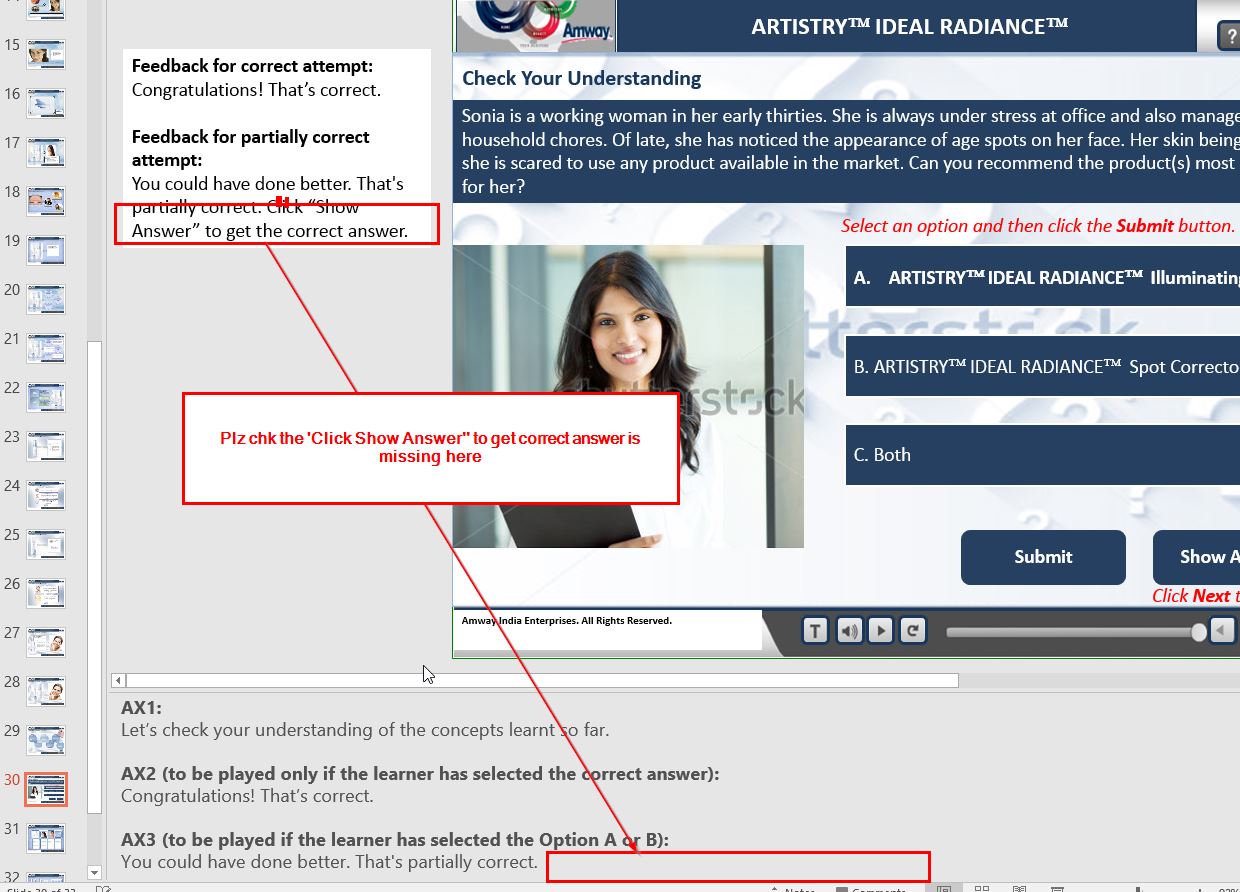 15
16
17
18
19
20
21
22
23
24
25
26
27
28
29
30
31
32
Feedback for correct attempt:
Congratulations! That’s correct.
Feedback for partially correct
attempt:
You could have done better. That's
partially correct. Click “Show
Answer” to get the correct answer.
Amway
ARTISTRY™ IDEAL RADIANCE™
?
Check Your Understanding
Sonia is a working woman in her early thirties. She is always under stress at office and also manage
household chores. Of late, she has noticed the appearance of age spots on her face. Her skin being
she is scared to use any product available in the market. Can you recommend the product(s) most
for her?
Select an option and then click the Submit button.
A. ARTISTRY™ IDEAL RADIANCE™ Illuminating
B. ARTISTRY™ IDEAL RADIANCE™ Spot Correcto
C. Both
shutterstock
Plz chk the 'Click Show Answer" to get correct answer is
missing here
Submit
Show A
Click Next t
Amway India Enterprises. All Rights Reserved.
T
AX1:
Let’s check your understanding of the concepts learnt so far.
AX2 (to be played only if the learner has selected the correct answer):
Congratulations! That’s correct.
AX3 (to be played if the learner has selected the Option A or B):
You could have done better. That's partially correct.
Notes
Comments